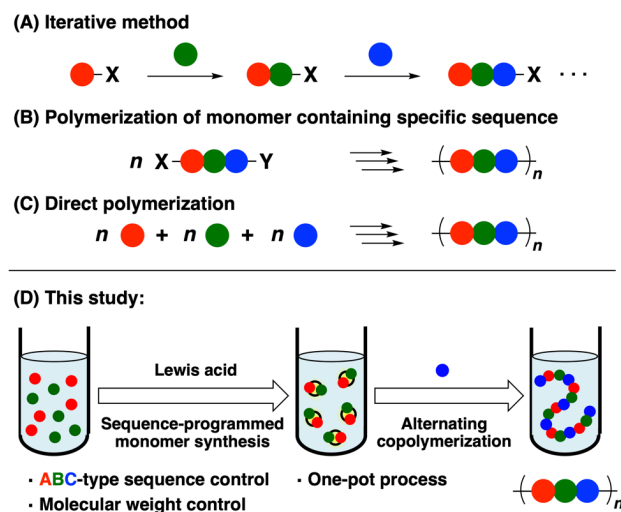 (A) Iterative method
X X X ...
(B) Polymerization of monomer containing specific sequence
n X Y n
(C) Direct polymerization
n + n + n n
(D) This study:
Lewis acid
Sequence-programmed
monomer synthesis
Alternating
copolymerization
· ABC-type sequence control
· Molecular weight control
· One-pot process
n